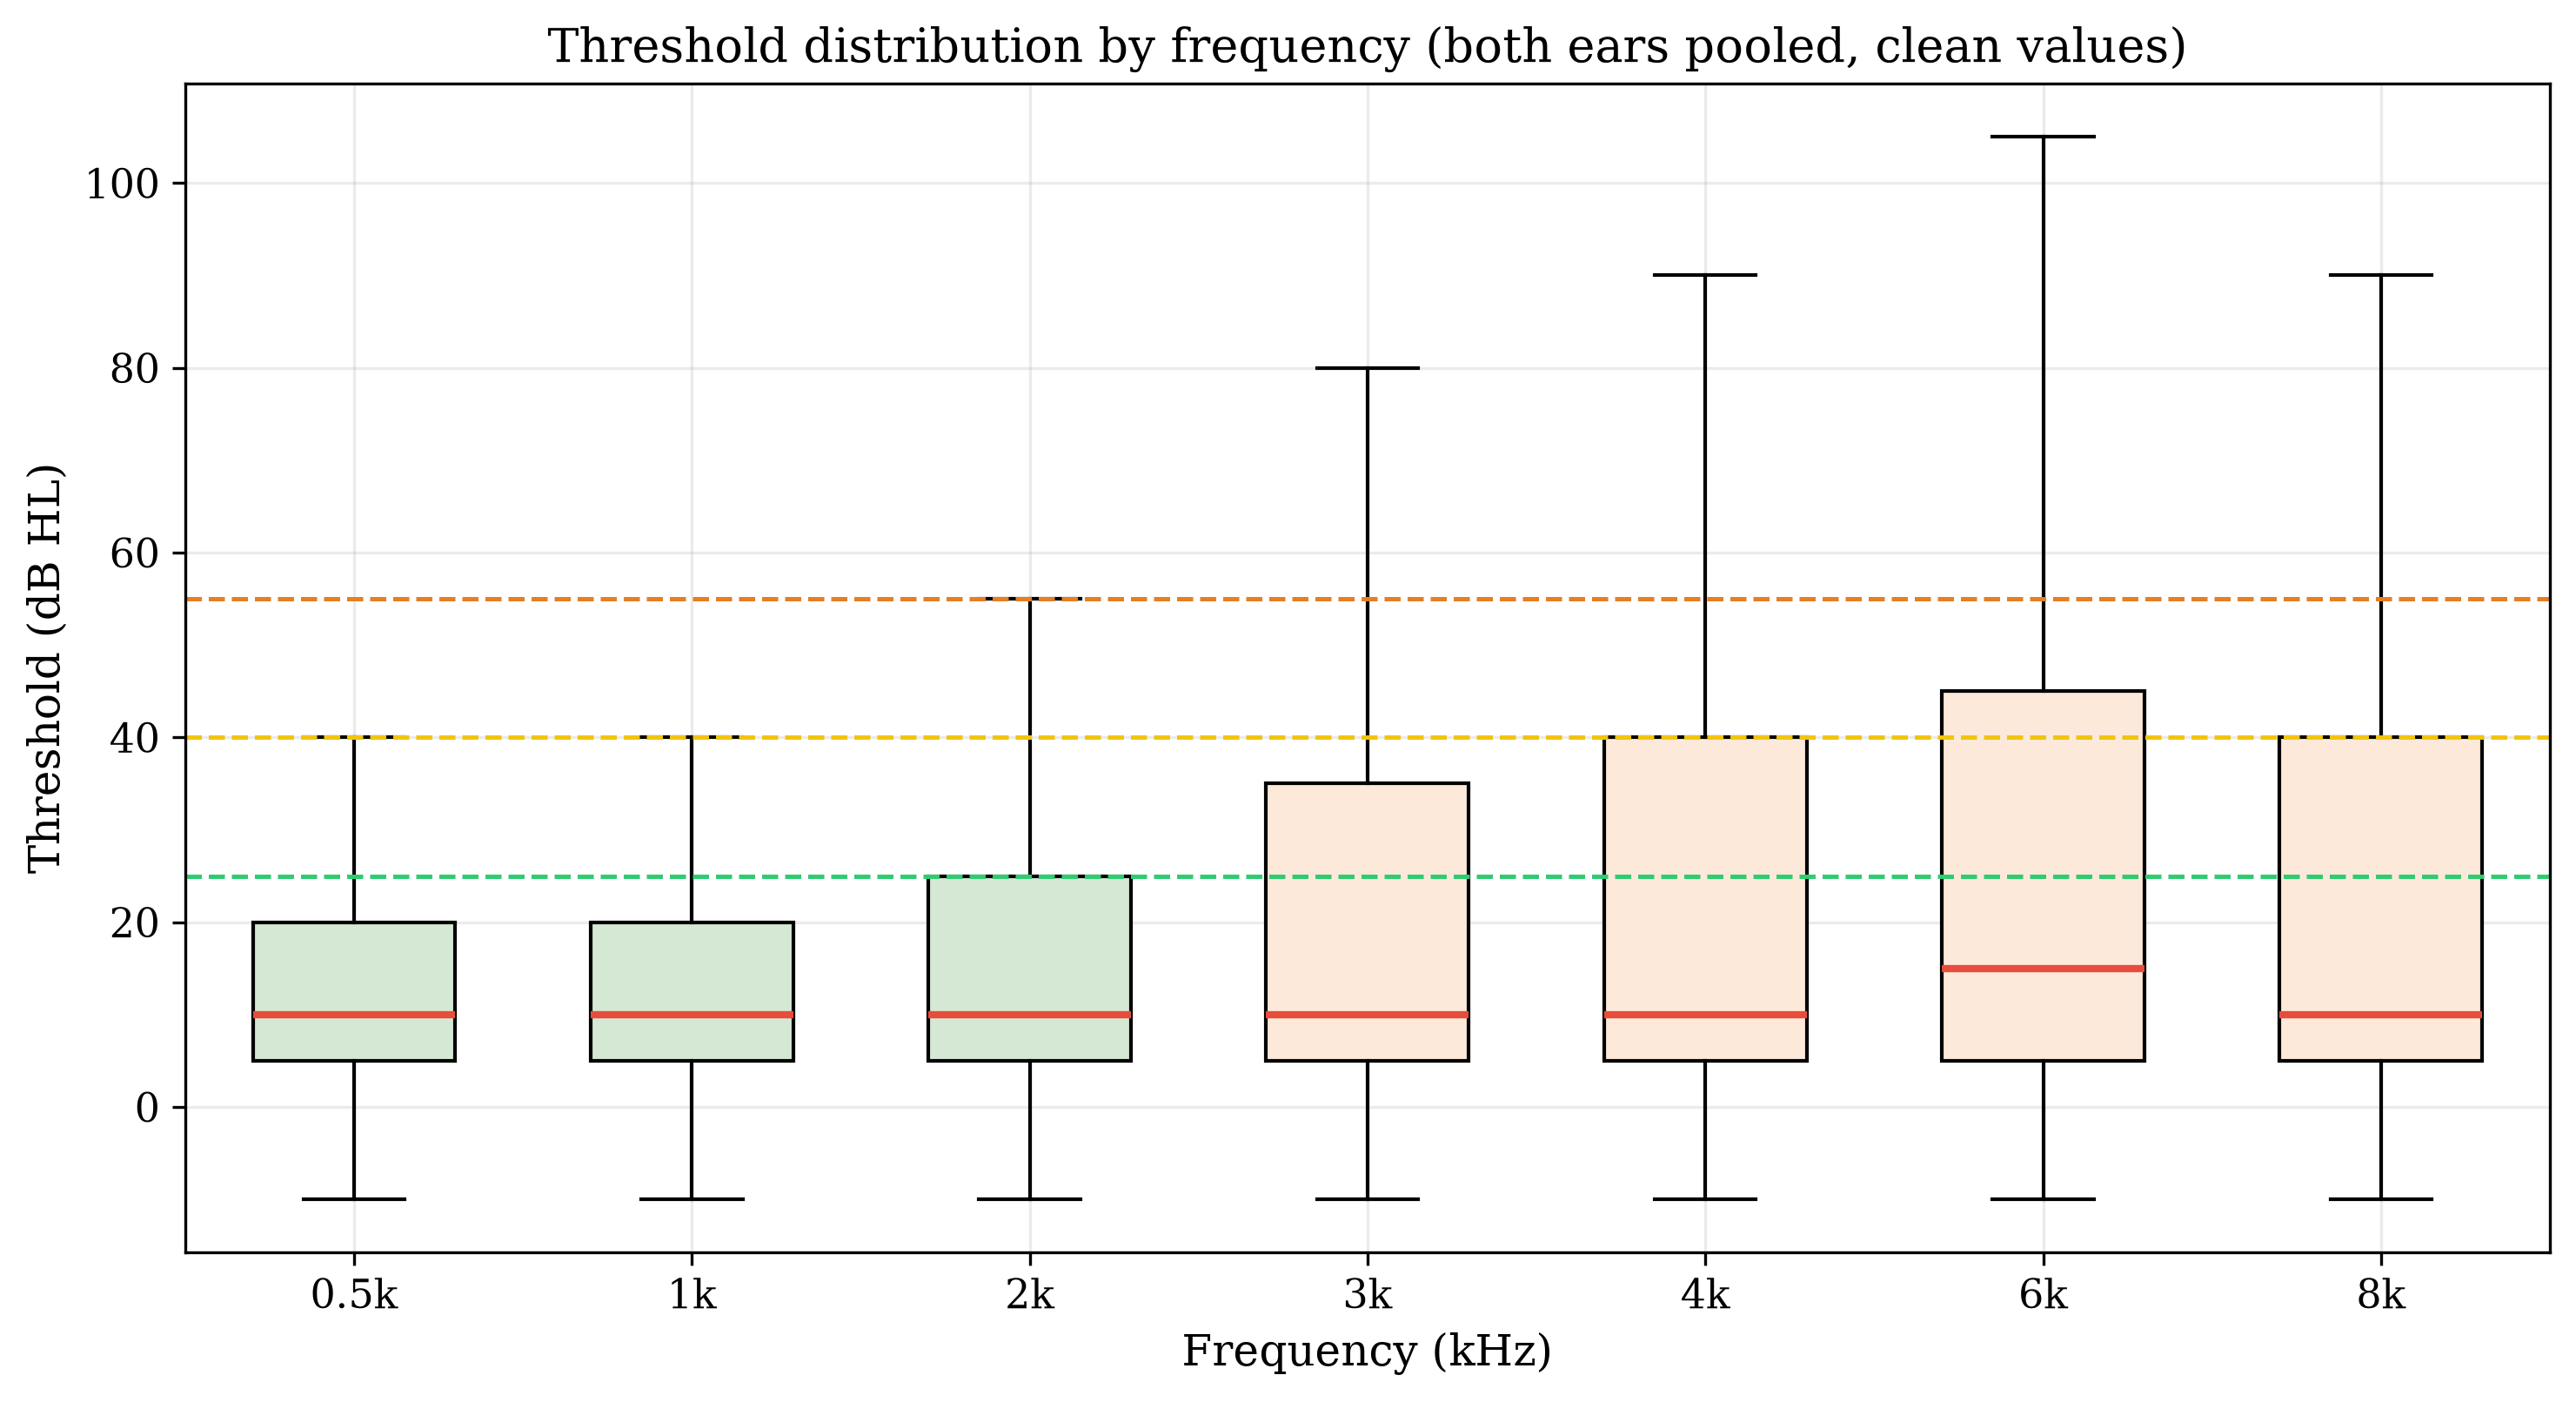 Threshold distribution by frequency (both ears pooled, clean values)
Threshold (dB HL)
100
80
60
40
20
0
0.5k
1k
2k
3k
4k
6k
8k
Frequency (kHz)